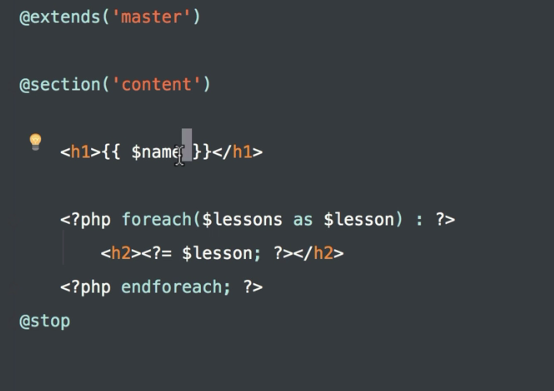 @extends('master')
@section('content')
<h1>{{ $name }}</h1>
<?php foreach($lessons as $lesson) : ?>
<h2><?= $lesson; ?></h2>
<?php endforeach; ?>
@stop